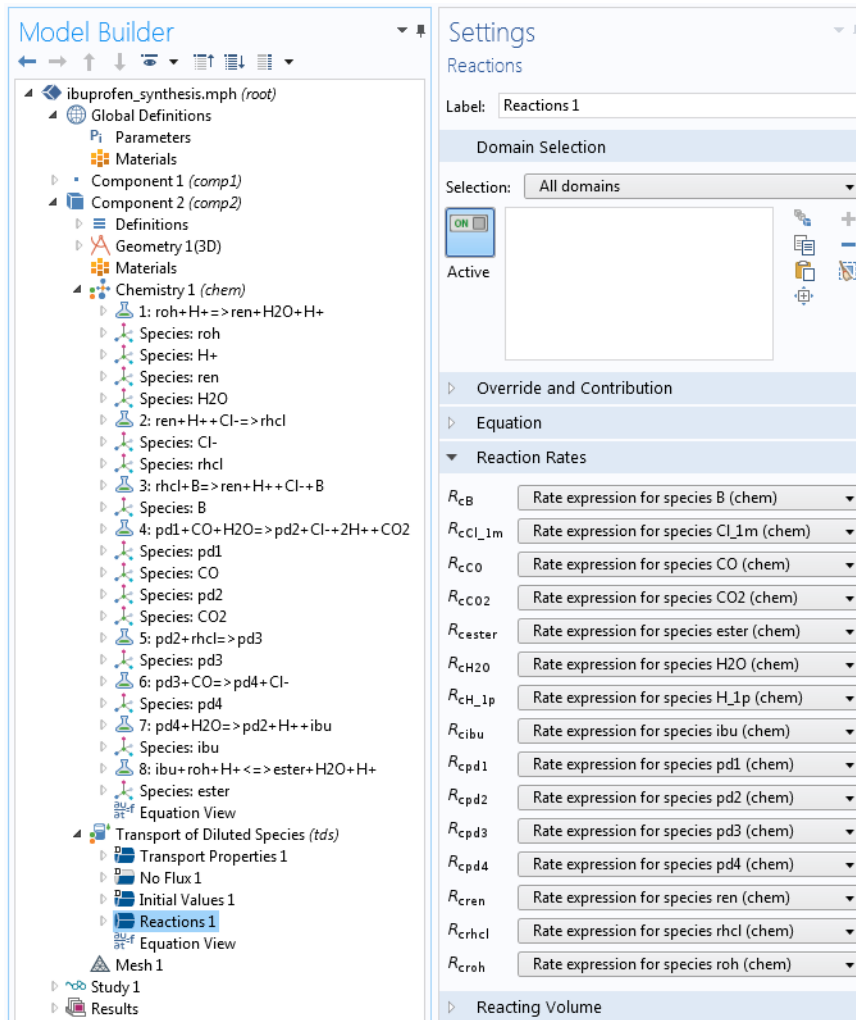 Model Builder
ibuprofen_synthesis.mph (root)
Global Definitions
Pi Parameters
Materials
Component 1 (comp1)
Component 2 (comp2)
Definitions
Geometry 1(3D)
Materials
Chemistry 1 (chem)
1: roh+H+=>ren+H2O+H+
Species: roh
Species: H+
Species: ren
Species: H2O
2: ren+H++Cl-=>rhcl
Species: Cl-
Species: rhcl
3: rhcl+B=>ren+H++Cl-+B
Species: B
4: pd1+CO+H2O=>pd2+Cl-+2H++CO2
Species: pd1
Species: CO
Species: pd2
Species: CO2
5: pd2+rhcl=>pd3
Species: pd3
6: pd3+CO=>pd4+Cl-
Species: pd4
7: pd4+H2O=>pd2+H++ibu
Species: ibu
8: ibu+roh+H+<=>ester+H2O+H+
Species: ester
Equation View
Transport of Diluted Species (tds)
D Transport Properties 1
D No Flux 1
D Initial Values 1
Reactions 1
Equation View
Mesh 1
Study 1
Results
Settings
Reactions
Label: Reactions 1
Domain Selection
Selection: All domains
ON
Active
Override and Contribution
Equation
Reaction Rates
RcB Rate expression for species B (chem)
RcCl_1m Rate expression for species Cl_1m (chem)
RcCO Rate expression for species CO (chem)
RcCO2 Rate expression for species CO2 (chem)
Rcester Rate expression for species ester (chem)
RcH2O Rate expression for species H2O (chem)
RcH_1p Rate expression for species H_1p (chem)
Rcibu Rate expression for species ibu (chem)
Rcpd1 Rate expression for species pd1 (chem)
Rcpd2 Rate expression for species pd2 (chem)
Rcpd3 Rate expression for species pd3 (chem)
Rcpd4 Rate expression for species pd4 (chem)
Rcren Rate expression for species ren (chem)
Rcrhcl Rate expression for species rhcl (chem)
Rcroh Rate expression for species roh (chem)
Reacting Volume